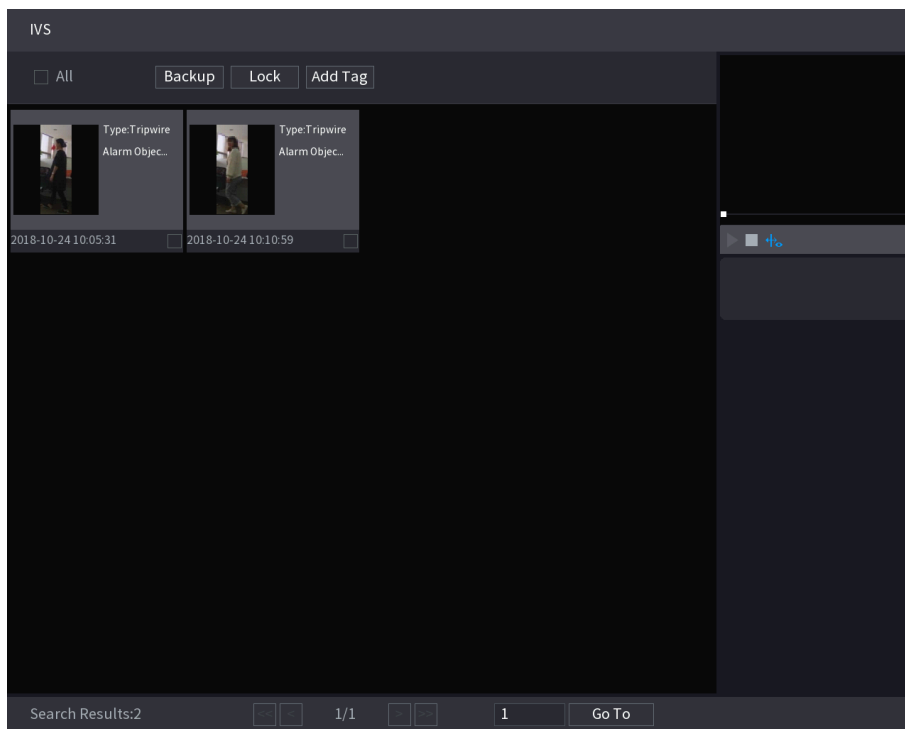 IVS
All Backup Lock Add Tag
Type:Tripwire
Alarm Objec...
2018-10-24 10:05:31
Type:Tripwire
Alarm Objec...
2018-10-24 10:10:59
Search Results:2 << < 1/1 > >> 1 Go To